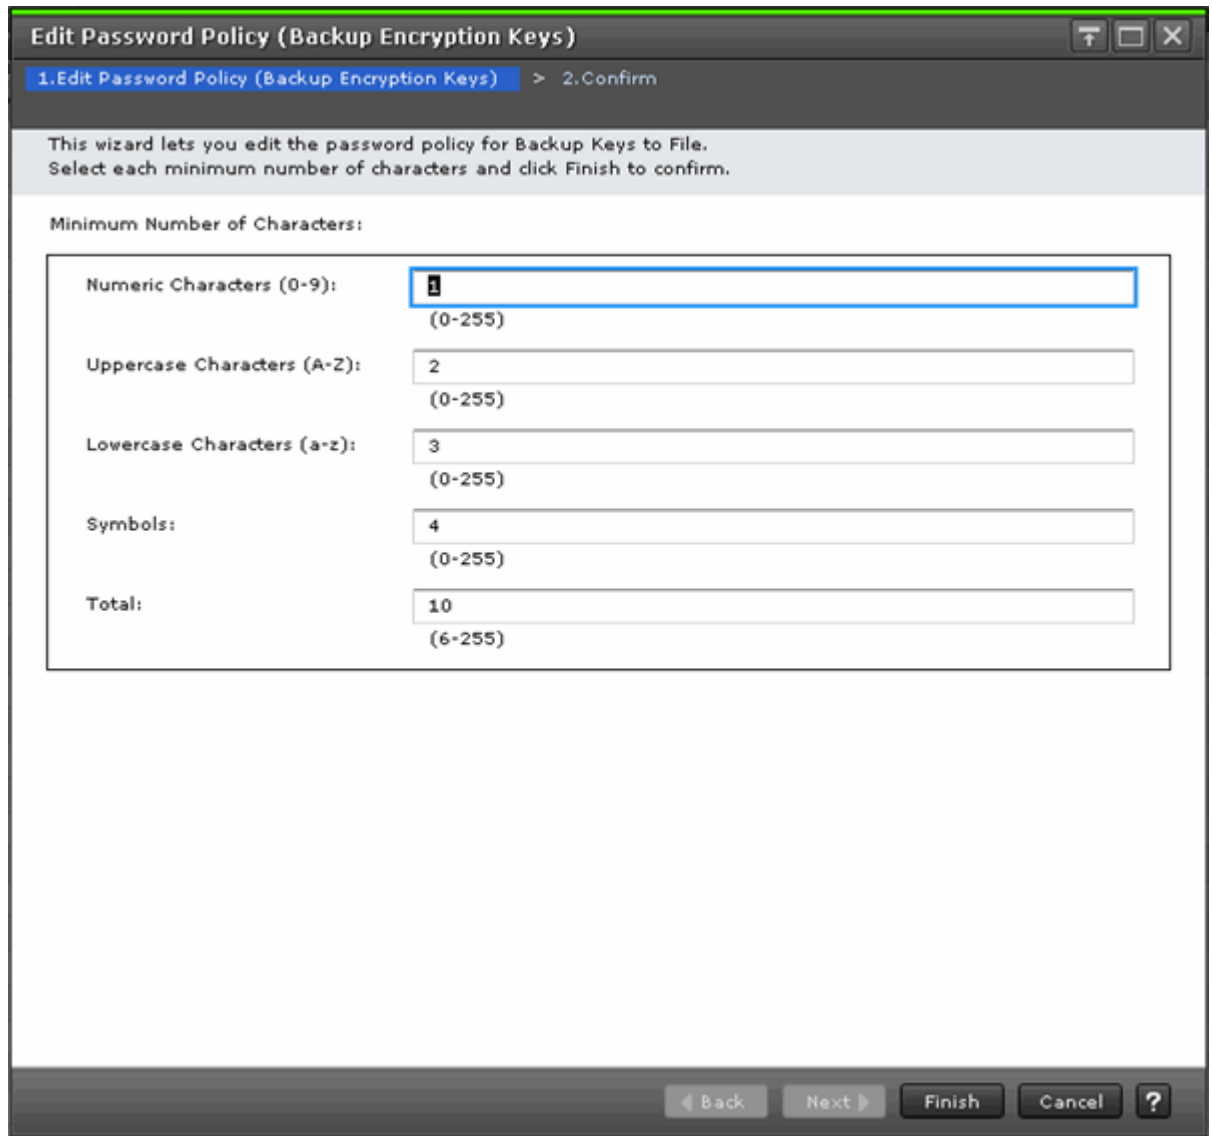 Edit Password Policy (Backup Encryption Keys)
1.Edit Password Policy (Backup Encryption Keys) > 2.Confirm
This wizard lets you edit the password policy for Backup Keys to File.
Select each minimum number of characters and click Finish to confirm.
Minimum Number of Characters:
Numeric Characters (0-9): 1
(0-255)
Uppercase Characters (A-Z): 2
(0-255)
Lowercase Characters (a-z): 3
(0-255)
Symbols: 4
(0-255)
Total: 10
(6-255)
Back Next Finish Cancel ?